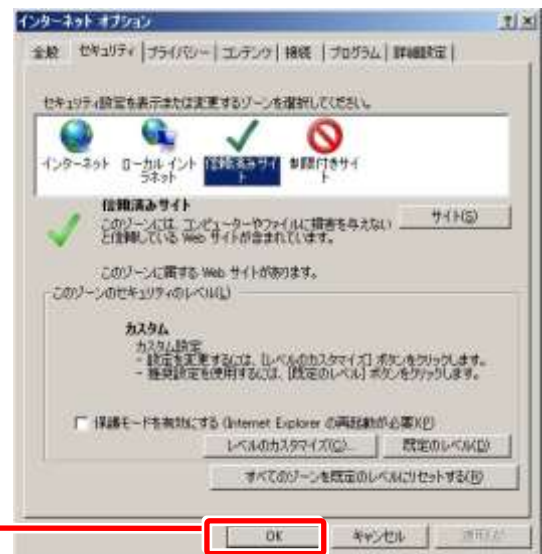 インターネット オプション
全般 セキュリティ プライバシー コンテンツ 接続 プログラム 詳細設定
セキュリティ設定を表示または変更するゾーンを選択してください。
インターネット ローカル イントラネット 信頼済みサイト 制限付きサイト
信頼済みサイト
このゾーンには、コンピューターやファイルに損害を与えない
と信頼している Web サイトが含まれています。
サイト(S)
このゾーンに属する Web サイトがあります。
このゾーンのセキュリティのレベル(L)
カスタム
カスタム設定
- 設定を変更するには、[レベルのカスタマイズ] ボタンをクリックします。
- 推奨設定を使用するには、[既定のレベル] ボタンをクリックします。
保護モードを有効にする (Internet Explorer の再起動が必要)(P)
レベルのカスタマイズ(C)... 既定のレベル(D)
すべてのゾーンを既定のレベルにリセットする(R)
OK キャンセル 適用(A)